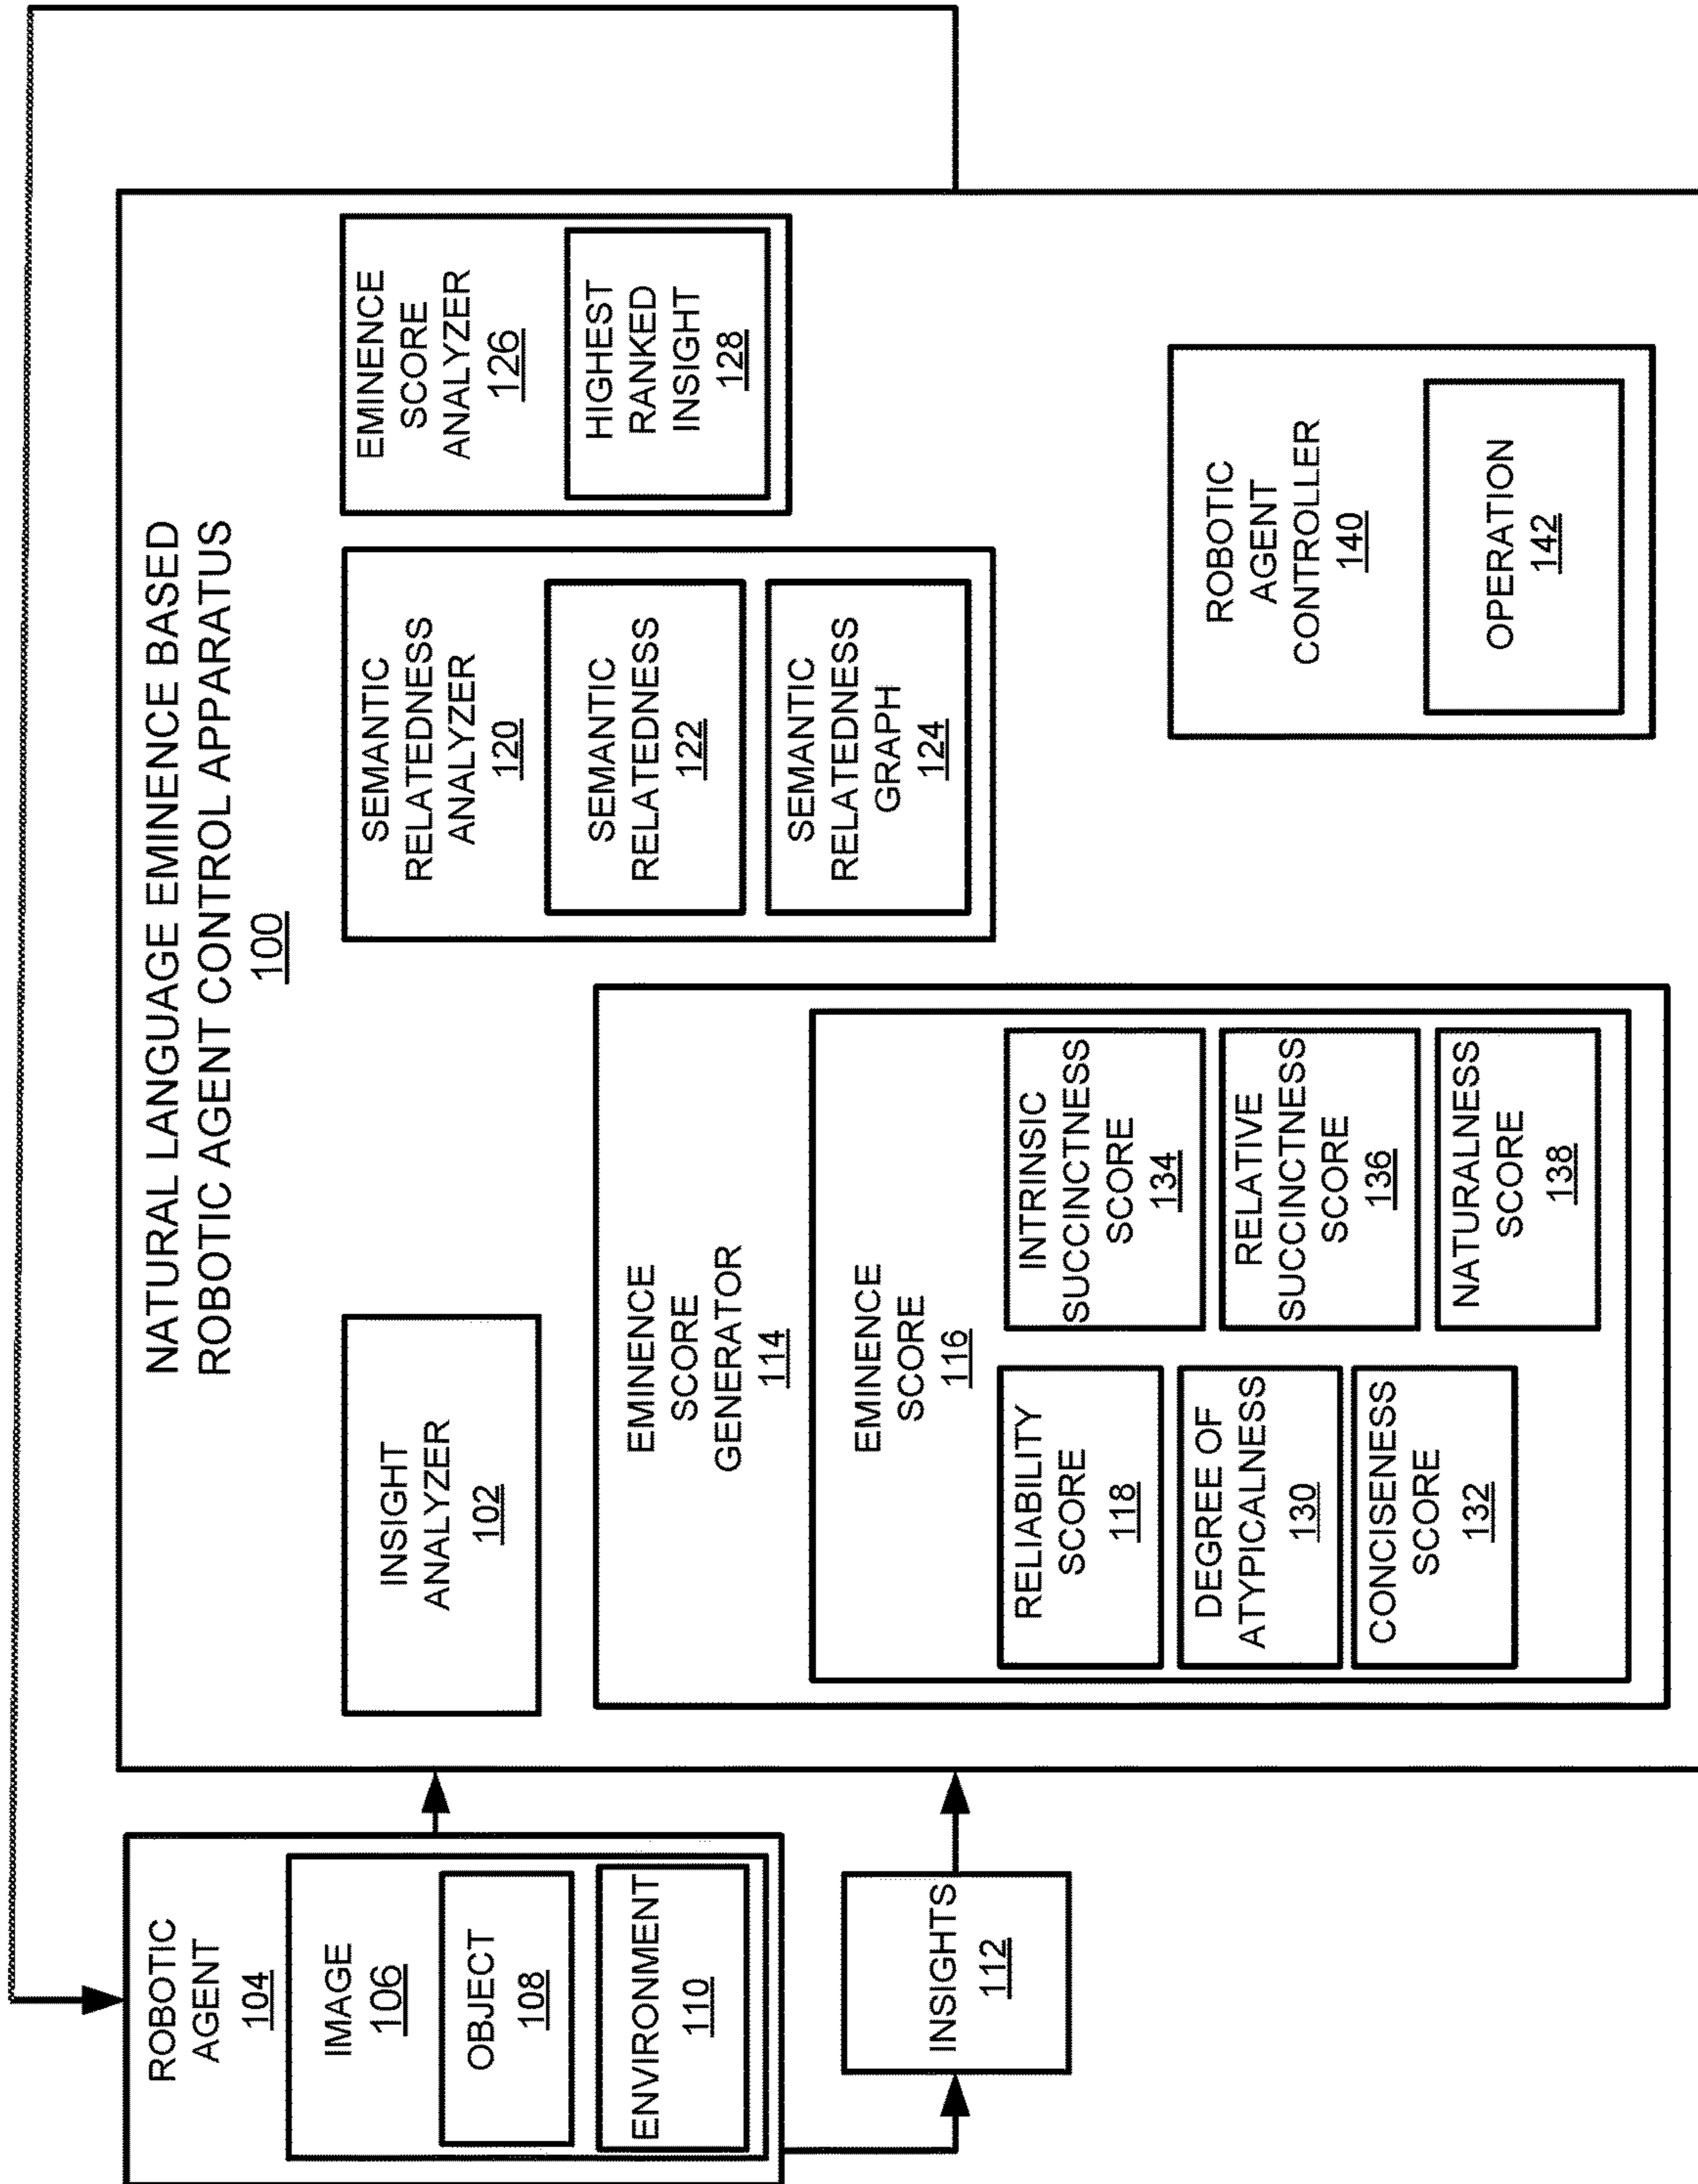 NATURAL LANGUAGE EMINENCE BASED
ROBOTIC AGENT CONTROL APPARATUS
100
ROBOTIC
AGENT
104
IMAGE
106
OBJECT
108
ENVIRONMENT
110
INSIGHTS
112
INSIGHT
ANALYZER
102
SEMANTIC
RELATEDNESS
ANALYZER
120
SEMANTIC
RELATEDNESS
122
SEMANTIC
RELATEDNESS
GRAPH
124
EMINENCE
SCORE
ANALYZER
126
HIGHEST
RANKED
INSIGHT
128
EMINENCE
SCORE
GENERATOR
114
EMINENCE
SCORE
116
RELIABILITY
SCORE
118
DEGREE OF
ATYPICALNESS
130
CONCISENESS
SCORE
132
INTRINSIC
SUCCINCTNESS
SCORE
134
RELATIVE
SUCCINCTNESS
SCORE
136
NATURALNESS
SCORE
138
ROBOTIC
AGENT
CONTROLLER
140
OPERATION
142